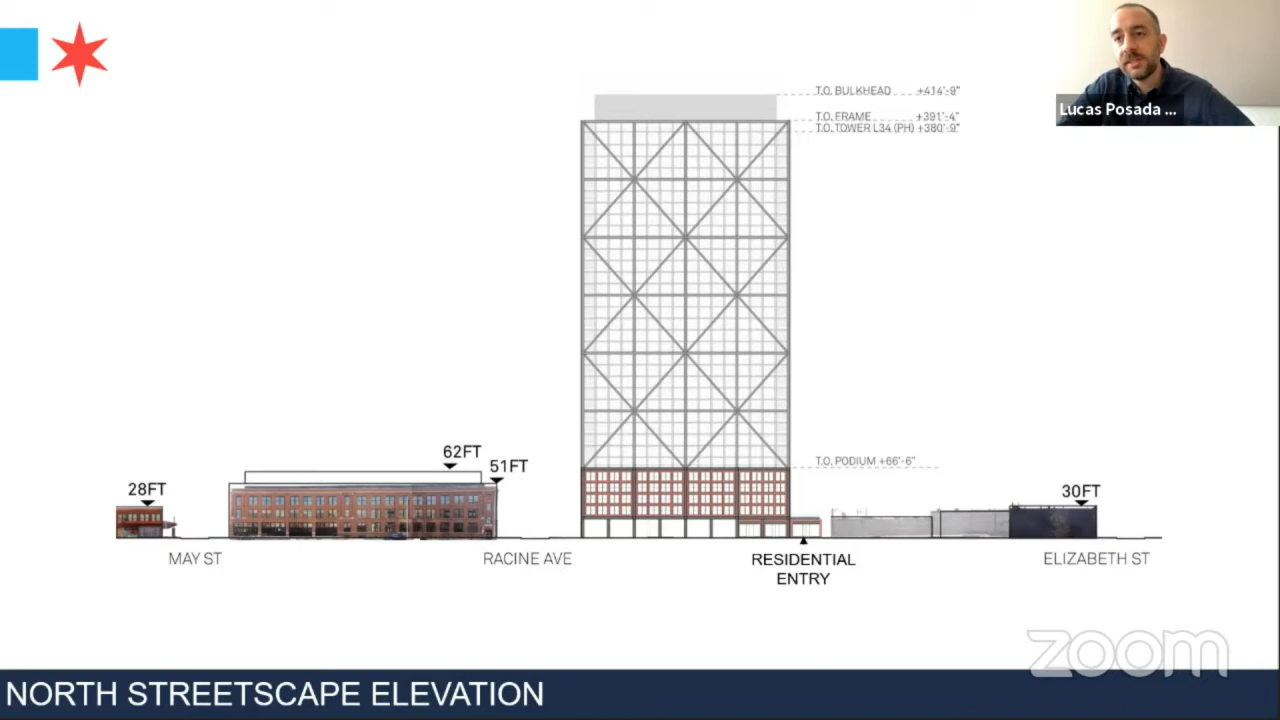 Lucas Posada ...
T.O. BULKHEAD +414'-9"
T.O. FRAME +391'-4"
T.O. TOWER L34 (PH) +380'-9"
62FT
51FT
T.O. PODIUM +66'-6"
28FT
30FT
MAY ST
RACINE AVE
RESIDENTIAL
ENTRY
ELIZABETH ST
zoom
NORTH STREETSCAPE ELEVATION